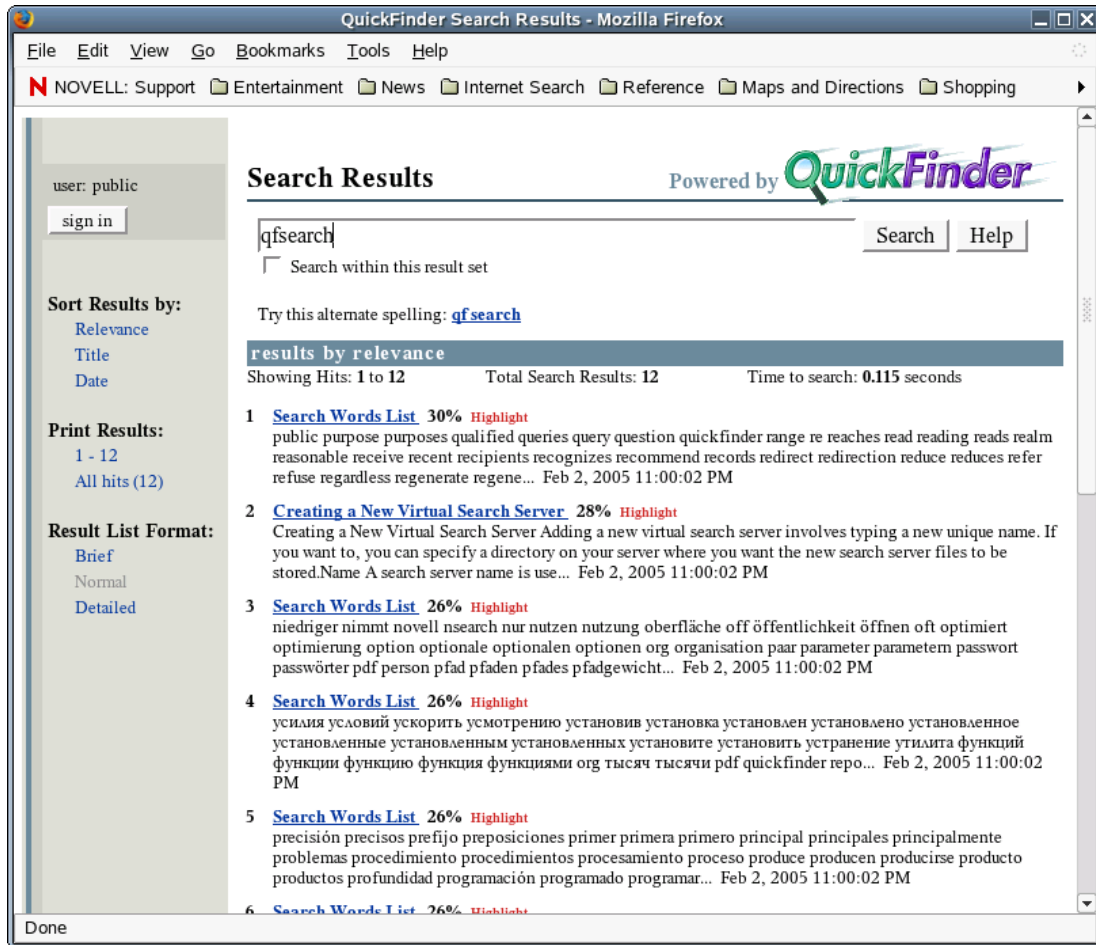 QuickFinder Search Results - Mozilla Firefox
File Edit View Go Bookmarks Tools Help
N NOVELL: Support Entertainment News Internet Search Reference Maps and Directions Shopping
user: public
sign in
Search Results
Powered by QuickFinder
qfsearch
Search Help
Search within this result set
Try this alternate spelling: qf search
Sort Results by:
Relevance
Title
Date
Print Results:
1 - 12
All hits (12)
Result List Format:
Brief
Normal
Detailed
results by relevance
Showing Hits: 1 to 12 Total Search Results: 12 Time to search: 0.115 seconds
1 Search Words List 30% Highlight
public purpose purposes qualified queries query question quickfinder range re reaches read reading reads realm
reasonable receive recent recipients recognizes recommend records redirect redirection reduce reduces refer
refuse regardless regenerate regene... Feb 2, 2005 11:00:02 PM
2 Creating a New Virtual Search Server 28% Highlight
Creating a New Virtual Search Server Adding a new virtual search server involves typing a new unique name. If
you want to, you can specify a directory on your server where you want the new search server files to be
stored.Name A search server name is use... Feb 2, 2005 11:00:02 PM
3 Search Words List 26% Highlight
niedriger nimmt novell nsearch nur nutzen nutzung oberfläche off öffentlichkeit öffnen oft optimiert
optimierung option optionale optionalen optionen org organisation paar parameter parametern passwort
passwörter pdf person pfad pfaden pfades pfadgewicht... Feb 2, 2005 11:00:02 PM
4 Search Words List 26% Highlight
усилия условий ускорить усмотрению установив установка установлен установлено установленное
установленные установленным установленных установите установить устранение утилита функций
функции функцию функция функциями org тысяч тысячи pdf quickfinder repo... Feb 2, 2005 11:00:02
PM
5 Search Words List 26% Highlight
precisión precisos prefijo preposiciones primer primera primero principal principales principalmente
problemas procedimiento procedimientos procesamiento proceso produce producen producirse producto
productos profundidad programación programado programar... Feb 2, 2005 11:00:02 PM
6 Search Words List 26% Highlight
Done